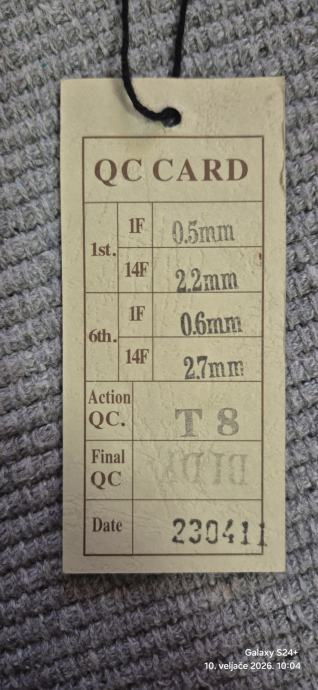 QC CARD
1st. 1F 0.5mm
14F 2.2mm
6th. 1F 0.6mm
14F 2.7mm
Action QC. T 8
Final QC
Date 230411
Galaxy S24+
10. veljače 2026. 10:04